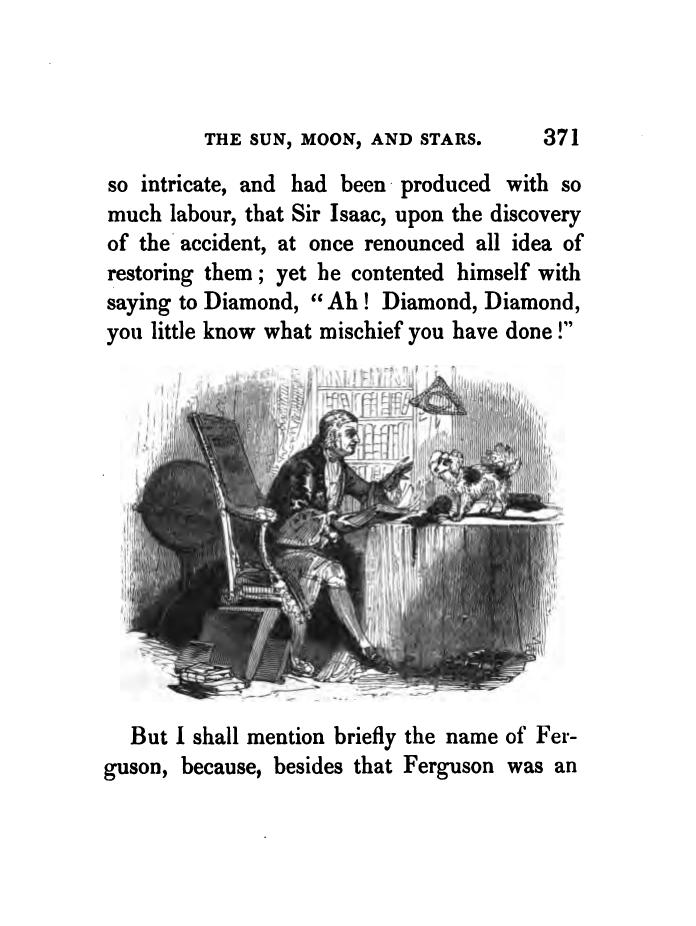 THE SUN, MOON, AND STARS. 371
so intricate, and had been produced with so
much labour, that Sir Isaac, upon the discovery
of the accident, at once renounced all idea of
restoring them ; yet he contented himself with
saying to Diamond, “ Ah ! Diamond, Diamond,
you little know what mischief you have done !”
But I shall mention briefly the name of Fer-
guson, because, besides that Ferguson was an